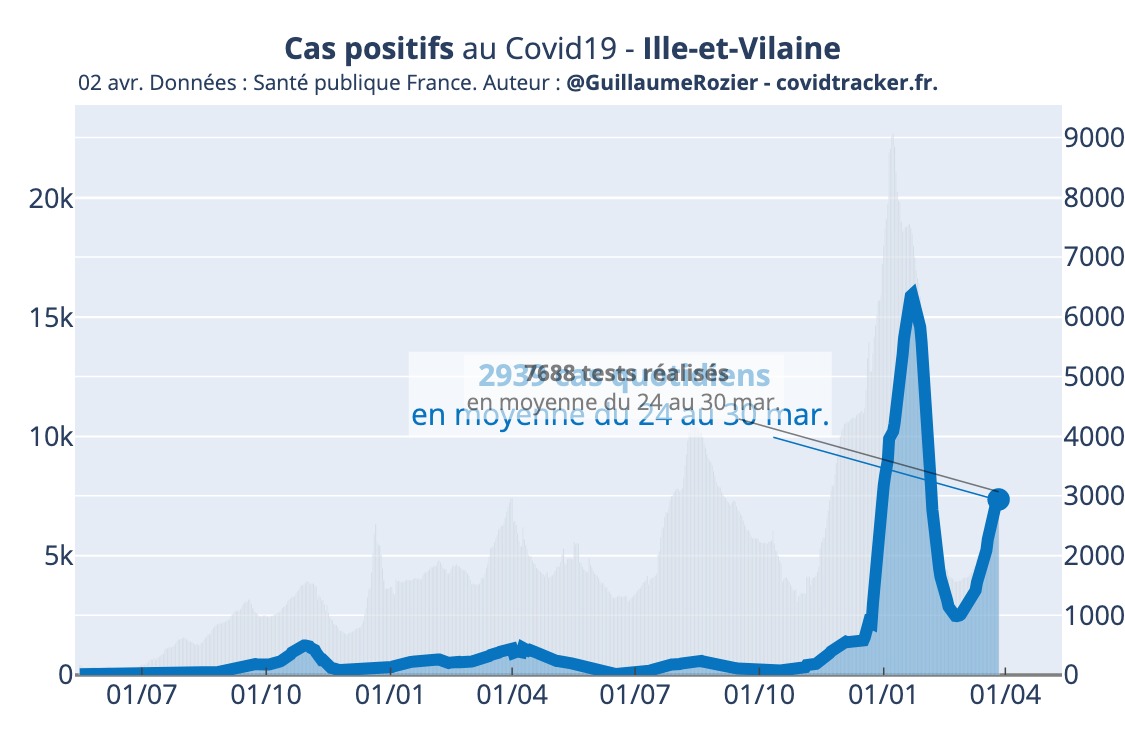 Cas positifs au Covid19 - Ille-et-Vilaine
02 avr. Données : Santé publique France. Auteur : @GuillaumeRozier - covidtracker.fr.
9000
20k
8000
7000
15k
6000
2939 cas quotidiens
7688 tests réalisés
5000
en moyenne du 24 au 30 mar.
en moyenne du 24 au 30 mar.
10k
4000
3000
5k
2000
1000
0
0
01/07
01/10
01/01
01/04
01/07
01/10
01/01
01/04